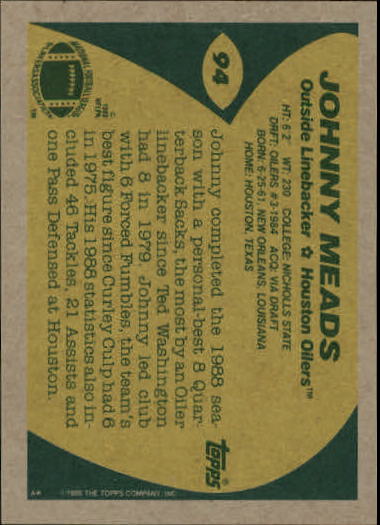 94
JOHNNY MEADS
Outside Linebacker ✩ Houston Oilers™
HT: 6'2" WT: 230 COLLEGE: NICHOLLS STATE
DRFT: OILERS #3-1984 ACQ: VIA DRAFT
BORN: 6-25-61, NEW ORLEANS, LOUISIANA
HOME: HOUSTON, TEXAS
Johnny completed the 1988 sea-
son with a personal-best 8 Quar-
terback Sacks, the most by an Oiler
linebacker since Ted Washington
had 8 in 1979. Johnny led club
with 6 Forced Fumbles, the team's
best figure since Curley Culp had 6
in 1975. His 1988 statistics also in-
cluded 46 Tackles, 21 Assists and
one Pass Defensed at Houston.
topps
THE TOPPS COMPANY, INC.